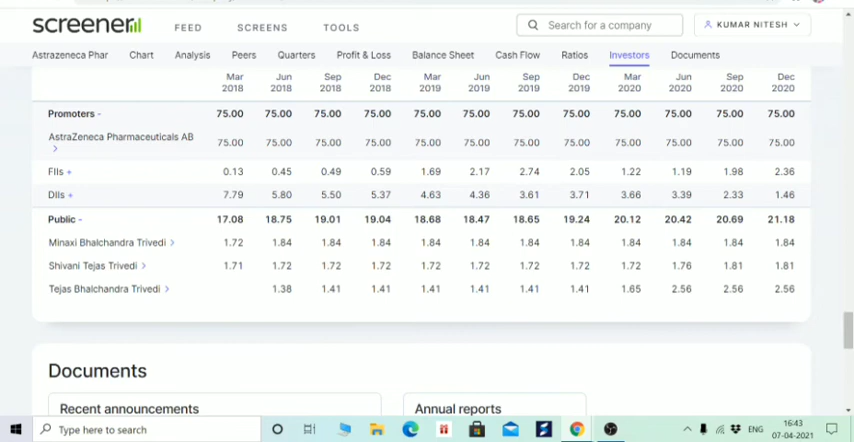 screener
FEED
SCREENS
TOOLS
Search for a company
KUMAR NITESH
Astrazeneca Phar
Chart
Analysis
Peers
Quarters
Profit & Loss
Balance Sheet
Cash Flow
Ratios
Investors
Documents
Mar 2018 Jun 2018 Sep 2018 Dec 2018 Mar 2019 Jun 2019 Sep 2019 Dec 2019 Mar 2020 Jun 2020 Sep 2020 Dec 2020
Promoters - 75.00 75.00 75.00 75.00 75.00 75.00 75.00 75.00 75.00 75.00 75.00 75.00
AstraZeneca Pharmaceuticals AB > 75.00 75.00 75.00 75.00 75.00 75.00 75.00 75.00 75.00 75.00 75.00 75.00
FIIs + 0.13 0.45 0.49 0.59 1.69 2.17 2.74 2.05 1.22 1.19 1.98 2.36
DIIs + 7.79 5.80 5.50 5.37 4.63 4.36 3.61 3.71 3.66 3.39 2.33 1.46
Public - 17.08 18.75 19.01 19.04 18.68 18.47 18.65 19.24 20.12 20.42 20.69 21.18
Minaxi Bhalchandra Trivedi > 1.72 1.84 1.84 1.84 1.84 1.84 1.84 1.84 1.84 1.84 1.84 1.84
Shivani Tejas Trivedi > 1.71 1.72 1.72 1.72 1.72 1.72 1.72 1.72 1.72 1.76 1.81 1.81
Tejas Bhalchandra Trivedi > 1.38 1.41 1.41 1.41 1.41 1.41 1.41 1.65 2.56 2.56 2.56
Documents
Recent announcements
Annual reports
Type here to search
ENG
16:43
07-04-2021